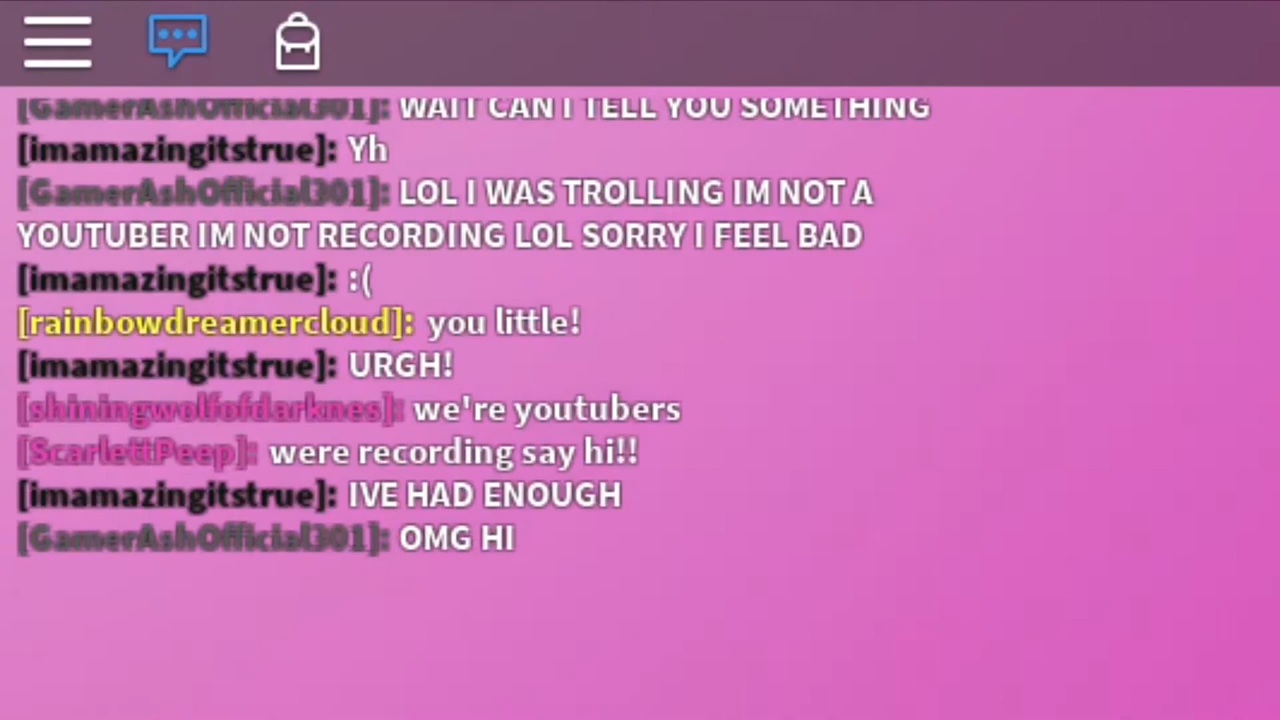 [GamerAshOfficial301]: WAIT CAN I TELL YOU SOMETHING
[imamazingitstrue]: Yh
[GamerAshOfficial301]: LOL I WAS TROLLING IM NOT A
YOUTUBER IM NOT RECORDING LOL SORRY I FEEL BAD
[imamazingitstrue]: :(
[rainbowdreamercloud]: you little!
[imamazingitstrue]: URGH!
[shiningwolfofdarknes]: we're youtubers
[ScarlettPeep]: were recording say hi!!
[imamazingitstrue]: IVE HAD ENOUGH
[GamerAshOfficial301]: OMG HI